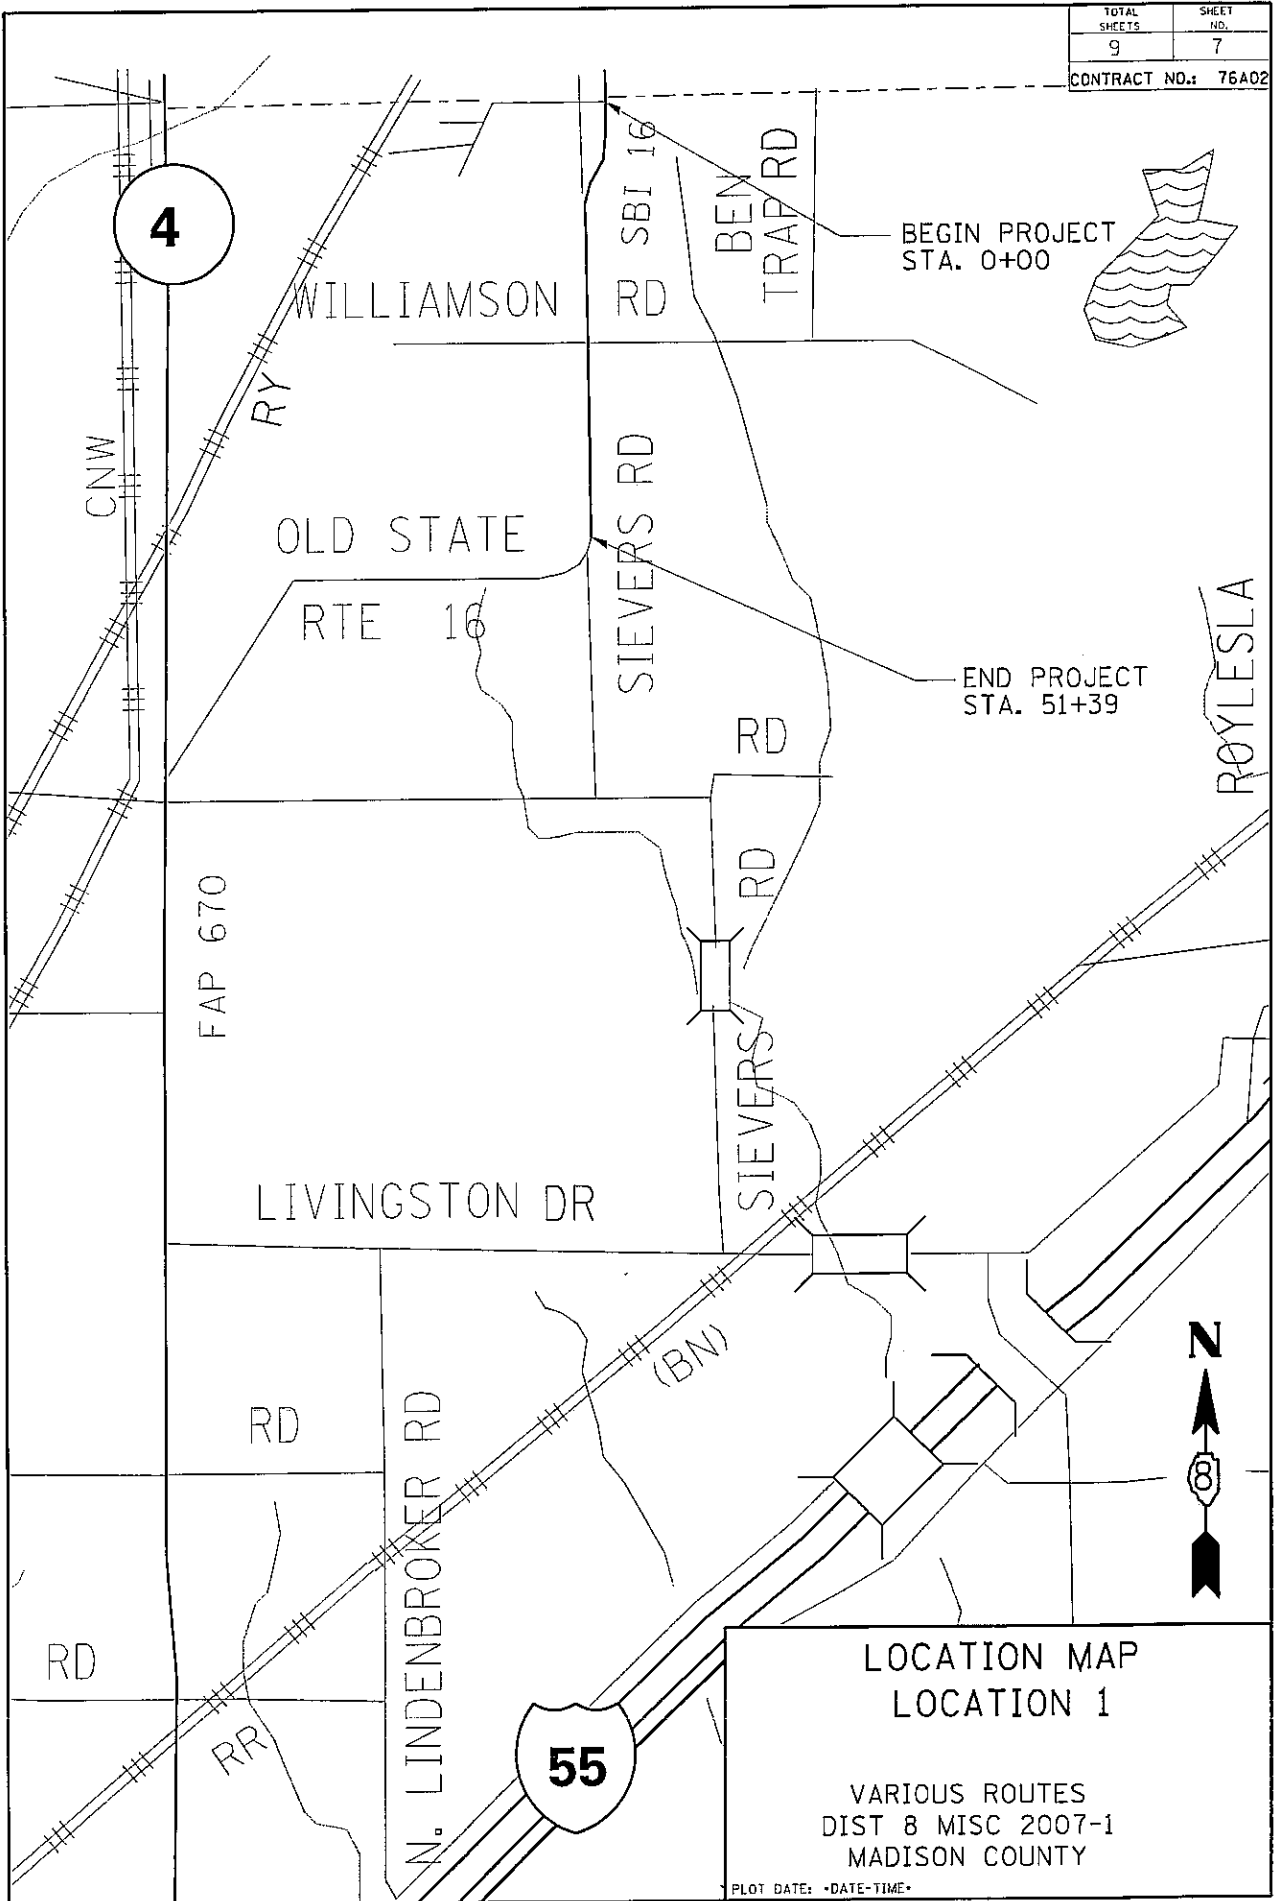 TOTAL SHEETS
SHEET NO.
9
7
CONTRACT NO.: 76A02
4
SBI 16
BEN TRAP RD
BEGIN PROJECT
STA. 0+00
WILLIAMSON RD
RY
CNW
SIEVERS RD
OLD STATE
RTE 16
END PROJECT
STA. 51+39
ROYLESLA
RD
RD
FAP 670
SIEVERS
LIVINGSTON DR
(BN)
N
8
RD
N. LINDENBROKER RD
RD
RR
55
LOCATION MAP
LOCATION 1
VARIOUS ROUTES
DIST 8 MISC 2007-1
MADISON COUNTY
PLOT DATE: •DATE-TIME•